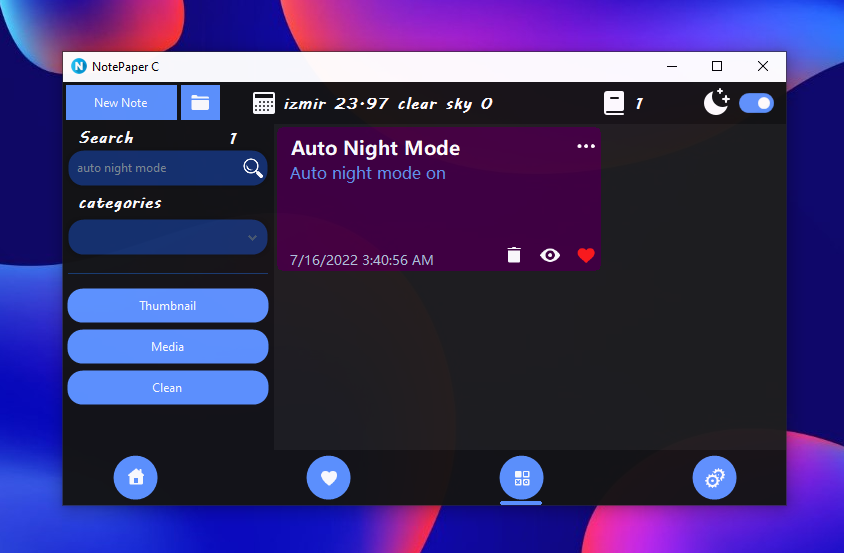 NotePaper C
New Note
izmir 23.97 clear sky 0
1
Search 1
auto night mode
categories
Thumbnail
Media
Clean
Auto Night Mode
Auto night mode on
7/16/2022 3:40:56 AM